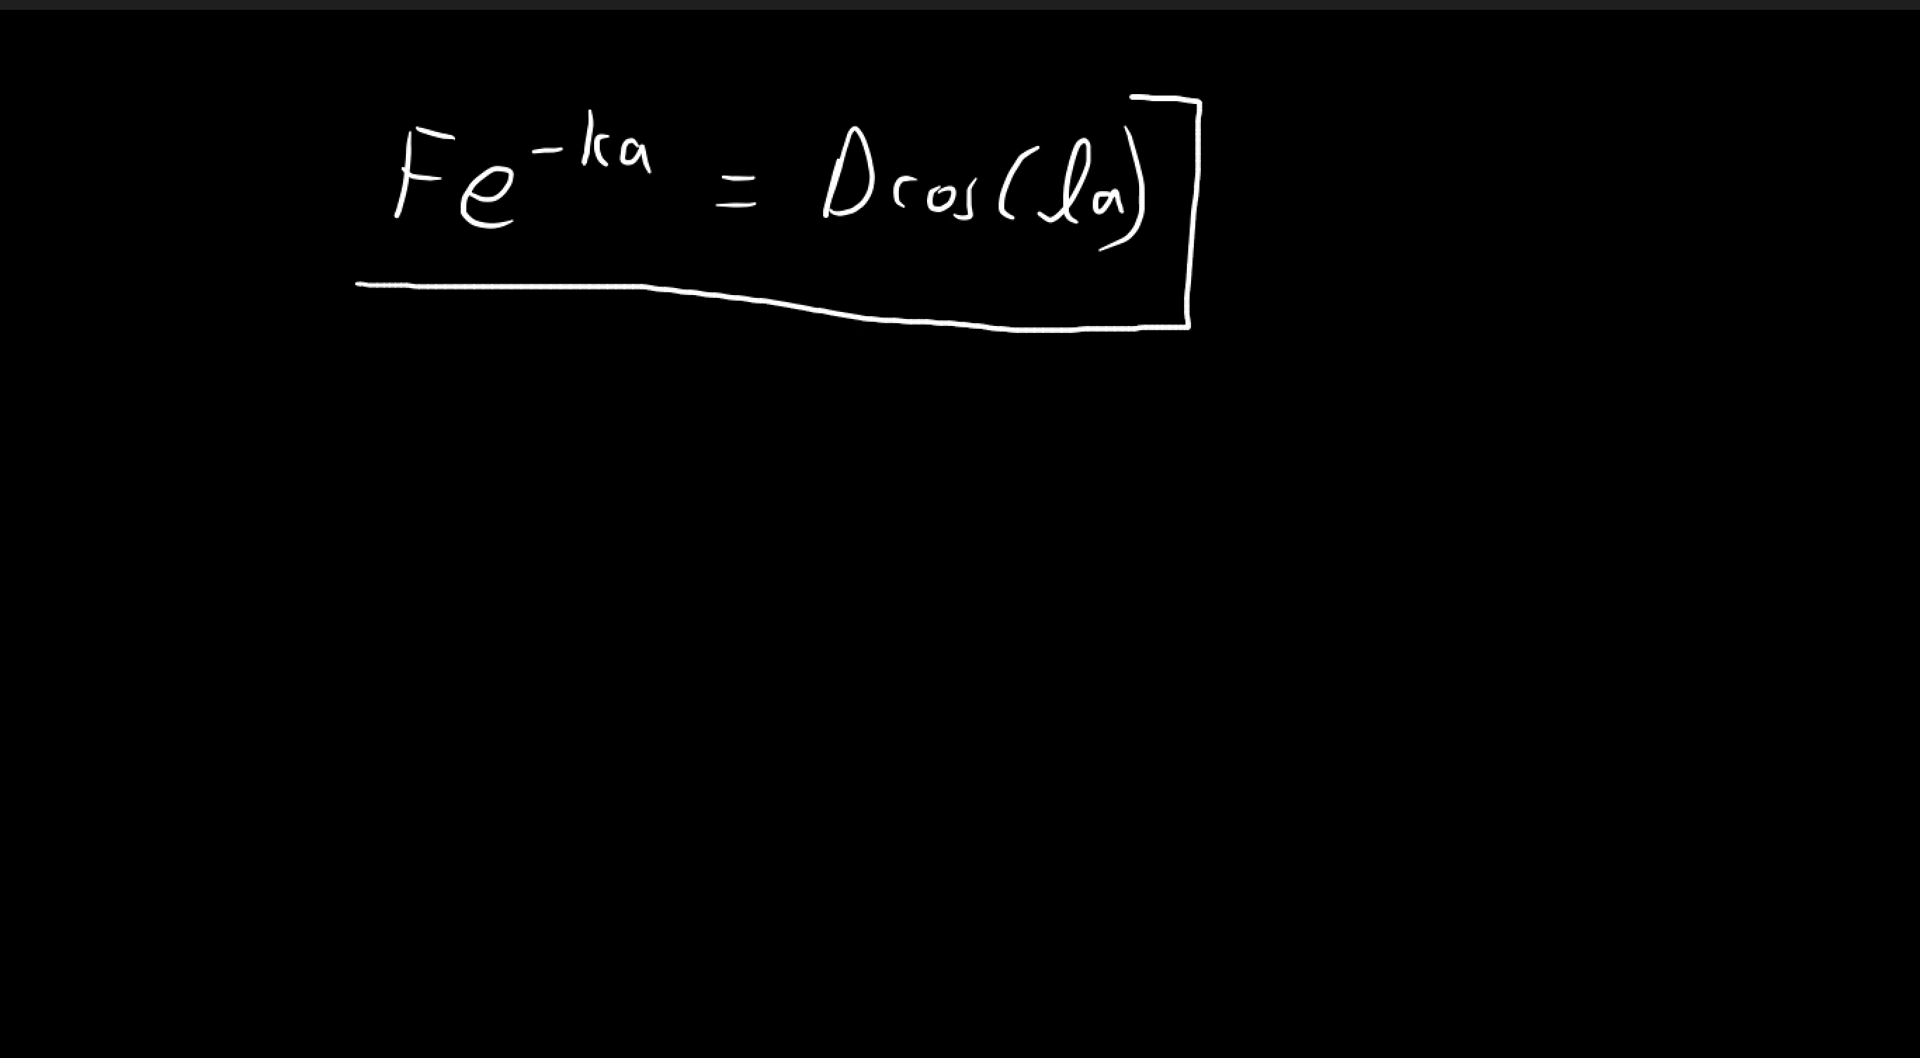 Fe^{-ka} = Dcos(la)